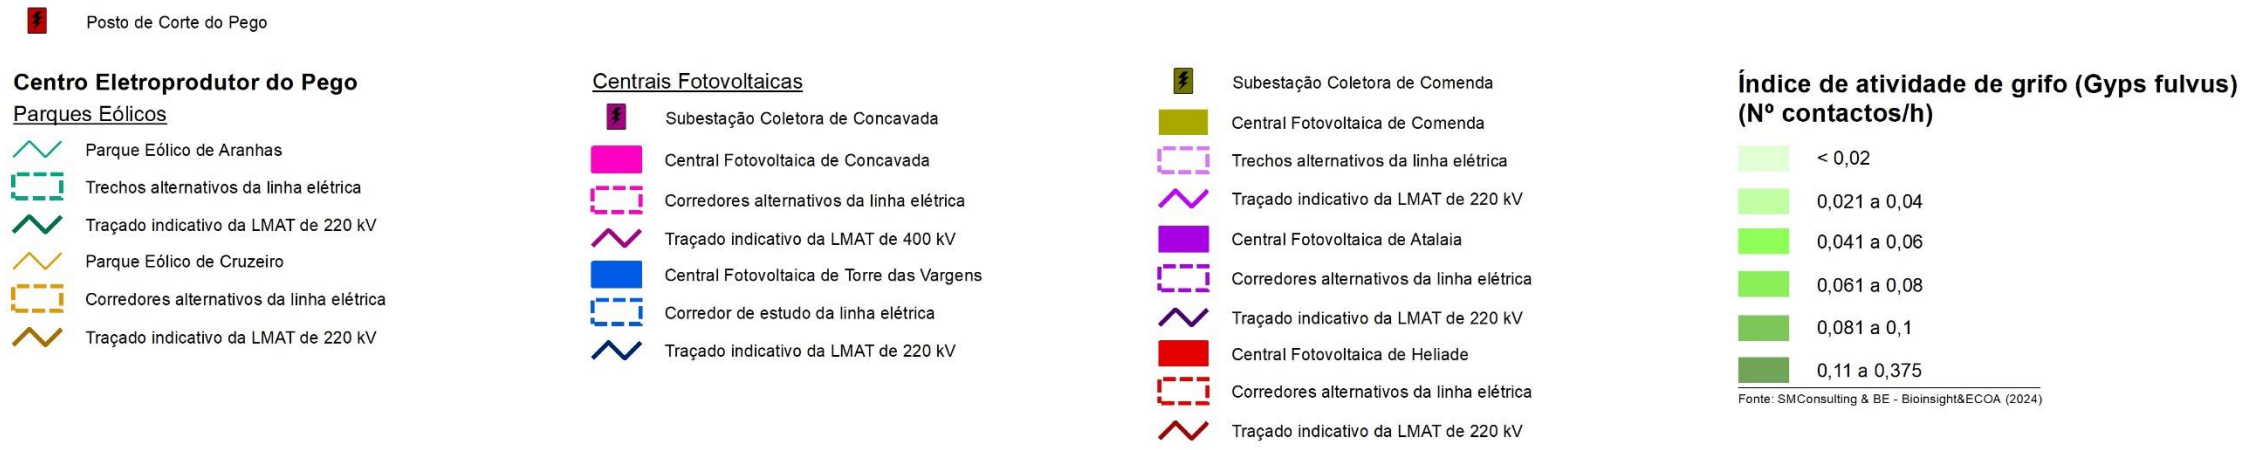 Posto de Corte do Pego
Centro Eletroprodutor do Pego
Parques Eólicos
Parque Eólico de Aranhas
Trechos alternativos da linha elétrica
Traçado indicativo da LMAT de 220 kV
Parque Eólico de Cruzeiro
Corredores alternativos da linha elétrica
Traçado indicativo da LMAT de 220 kV
Centrais Fotovoltaicas
Subestação Coletora de Concavada
Central Fotovoltaica de Concavada
Corredores alternativos da linha elétrica
Traçado indicativo da LMAT de 400 kV
Central Fotovoltaica de Torre das Vargens
Corredor de estudo da linha elétrica
Traçado indicativo da LMAT de 220 kV
Subestação Coletora de Comenda
Central Fotovoltaica de Comenda
Trechos alternativos da linha elétrica
Traçado indicativo da LMAT de 220 kV
Central Fotovoltaica de Atalaia
Corredores alternativos da linha elétrica
Traçado indicativo da LMAT de 220 kV
Central Fotovoltaica de Heliade
Corredores alternativos da linha elétrica
Traçado indicativo da LMAT de 220 kV
Índice de atividade de grifo (Gyps fulvus)
(Nº contactos/h)
< 0,02
0,021 a 0,04
0,041 a 0,06
0,061 a 0,08
0,081 a 0,1
0,11 a 0,375
Fonte: SMConsulting & BE - Bioinsight&ECOA (2024)